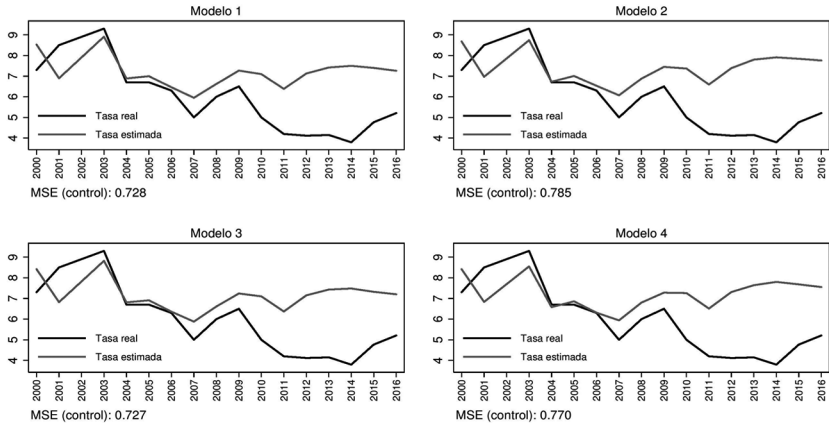 Modelo 1
9
8
7
6
5
4
Tasa real
Tasa estimada
2000 2001 2002 2003 2004 2005 2006 2007 2008 2009 2010 2011 2012 2013 2014 2015 2016
MSE (control): 0.728
Modelo 2
9
8
7
6
5
4
Tasa real
Tasa estimada
2000 2001 2002 2003 2004 2005 2006 2007 2008 2009 2010 2011 2012 2013 2014 2015 2016
MSE (control): 0.785
Modelo 3
9
8
7
6
5
4
Tasa real
Tasa estimada
2000 2001 2002 2003 2004 2005 2006 2007 2008 2009 2010 2011 2012 2013 2014 2015 2016
MSE (control): 0.727
Modelo 4
9
8
7
6
5
4
Tasa real
Tasa estimada
2000 2001 2002 2003 2004 2005 2006 2007 2008 2009 2010 2011 2012 2013 2014 2015 2016
MSE (control): 0.770